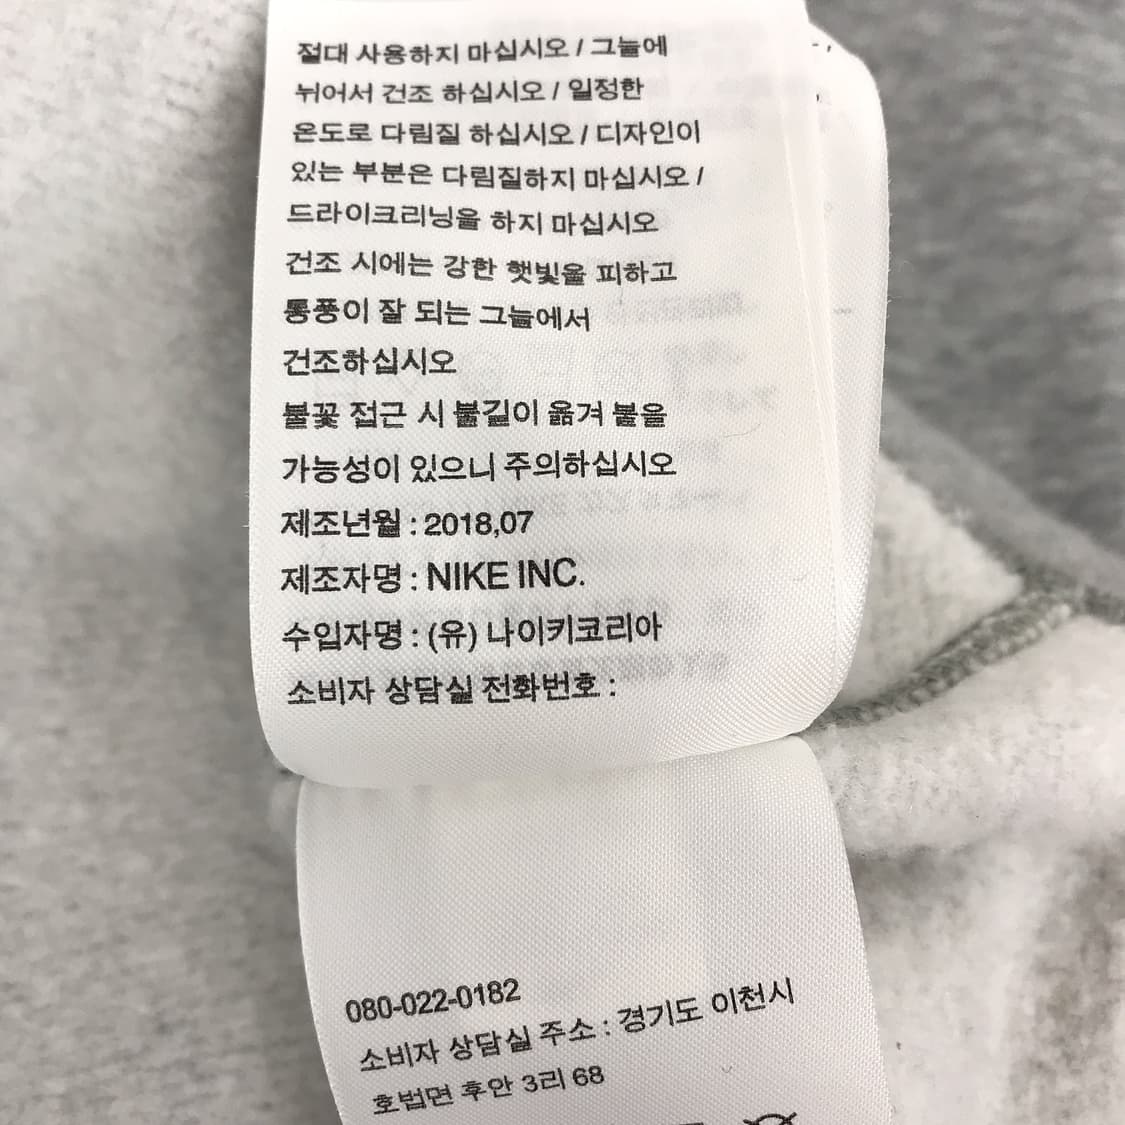 절대 사용하지 마십시오 / 그늘에
뉘어서 건조 하십시오 / 일정한
온도로 다림질 하십시오 / 디자인이
있는 부분은 다림질하지 마십시오 /
드라이크리닝을 하지 마십시오
건조 시에는 강한 햇빛을 피하고
통풍이 잘 되는 그늘에서
건조하십시오
불꽃 접근 시 불길이 옮겨 붙을
가능성이 있으니 주의하십시오
제조년월 : 2018,07
제조자명 : NIKE INC.
수입자명 : (유) 나이키코리아
소비자 상담실 전화번호 :
080-022-0182
소비자 상담실 주소 : 경기도 이천시
호법면 후안 3리 68